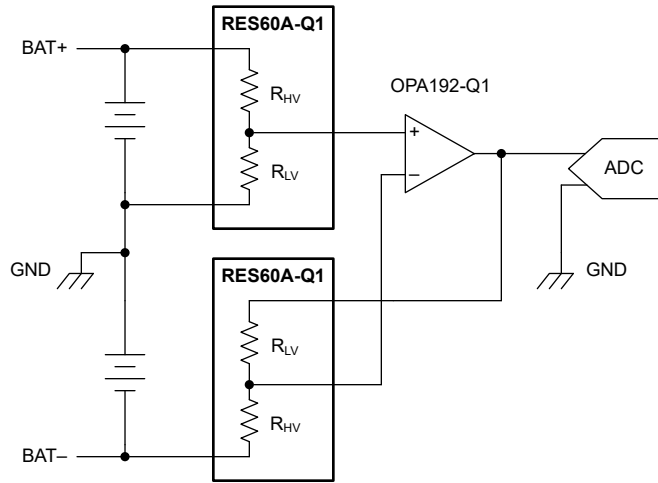 RES60A-Q1
BAT+
R_HV
OPA192-Q1
+
R_LV
−
ADC
GND
GND
RES60A-Q1
R_LV
R_HV
BAT–